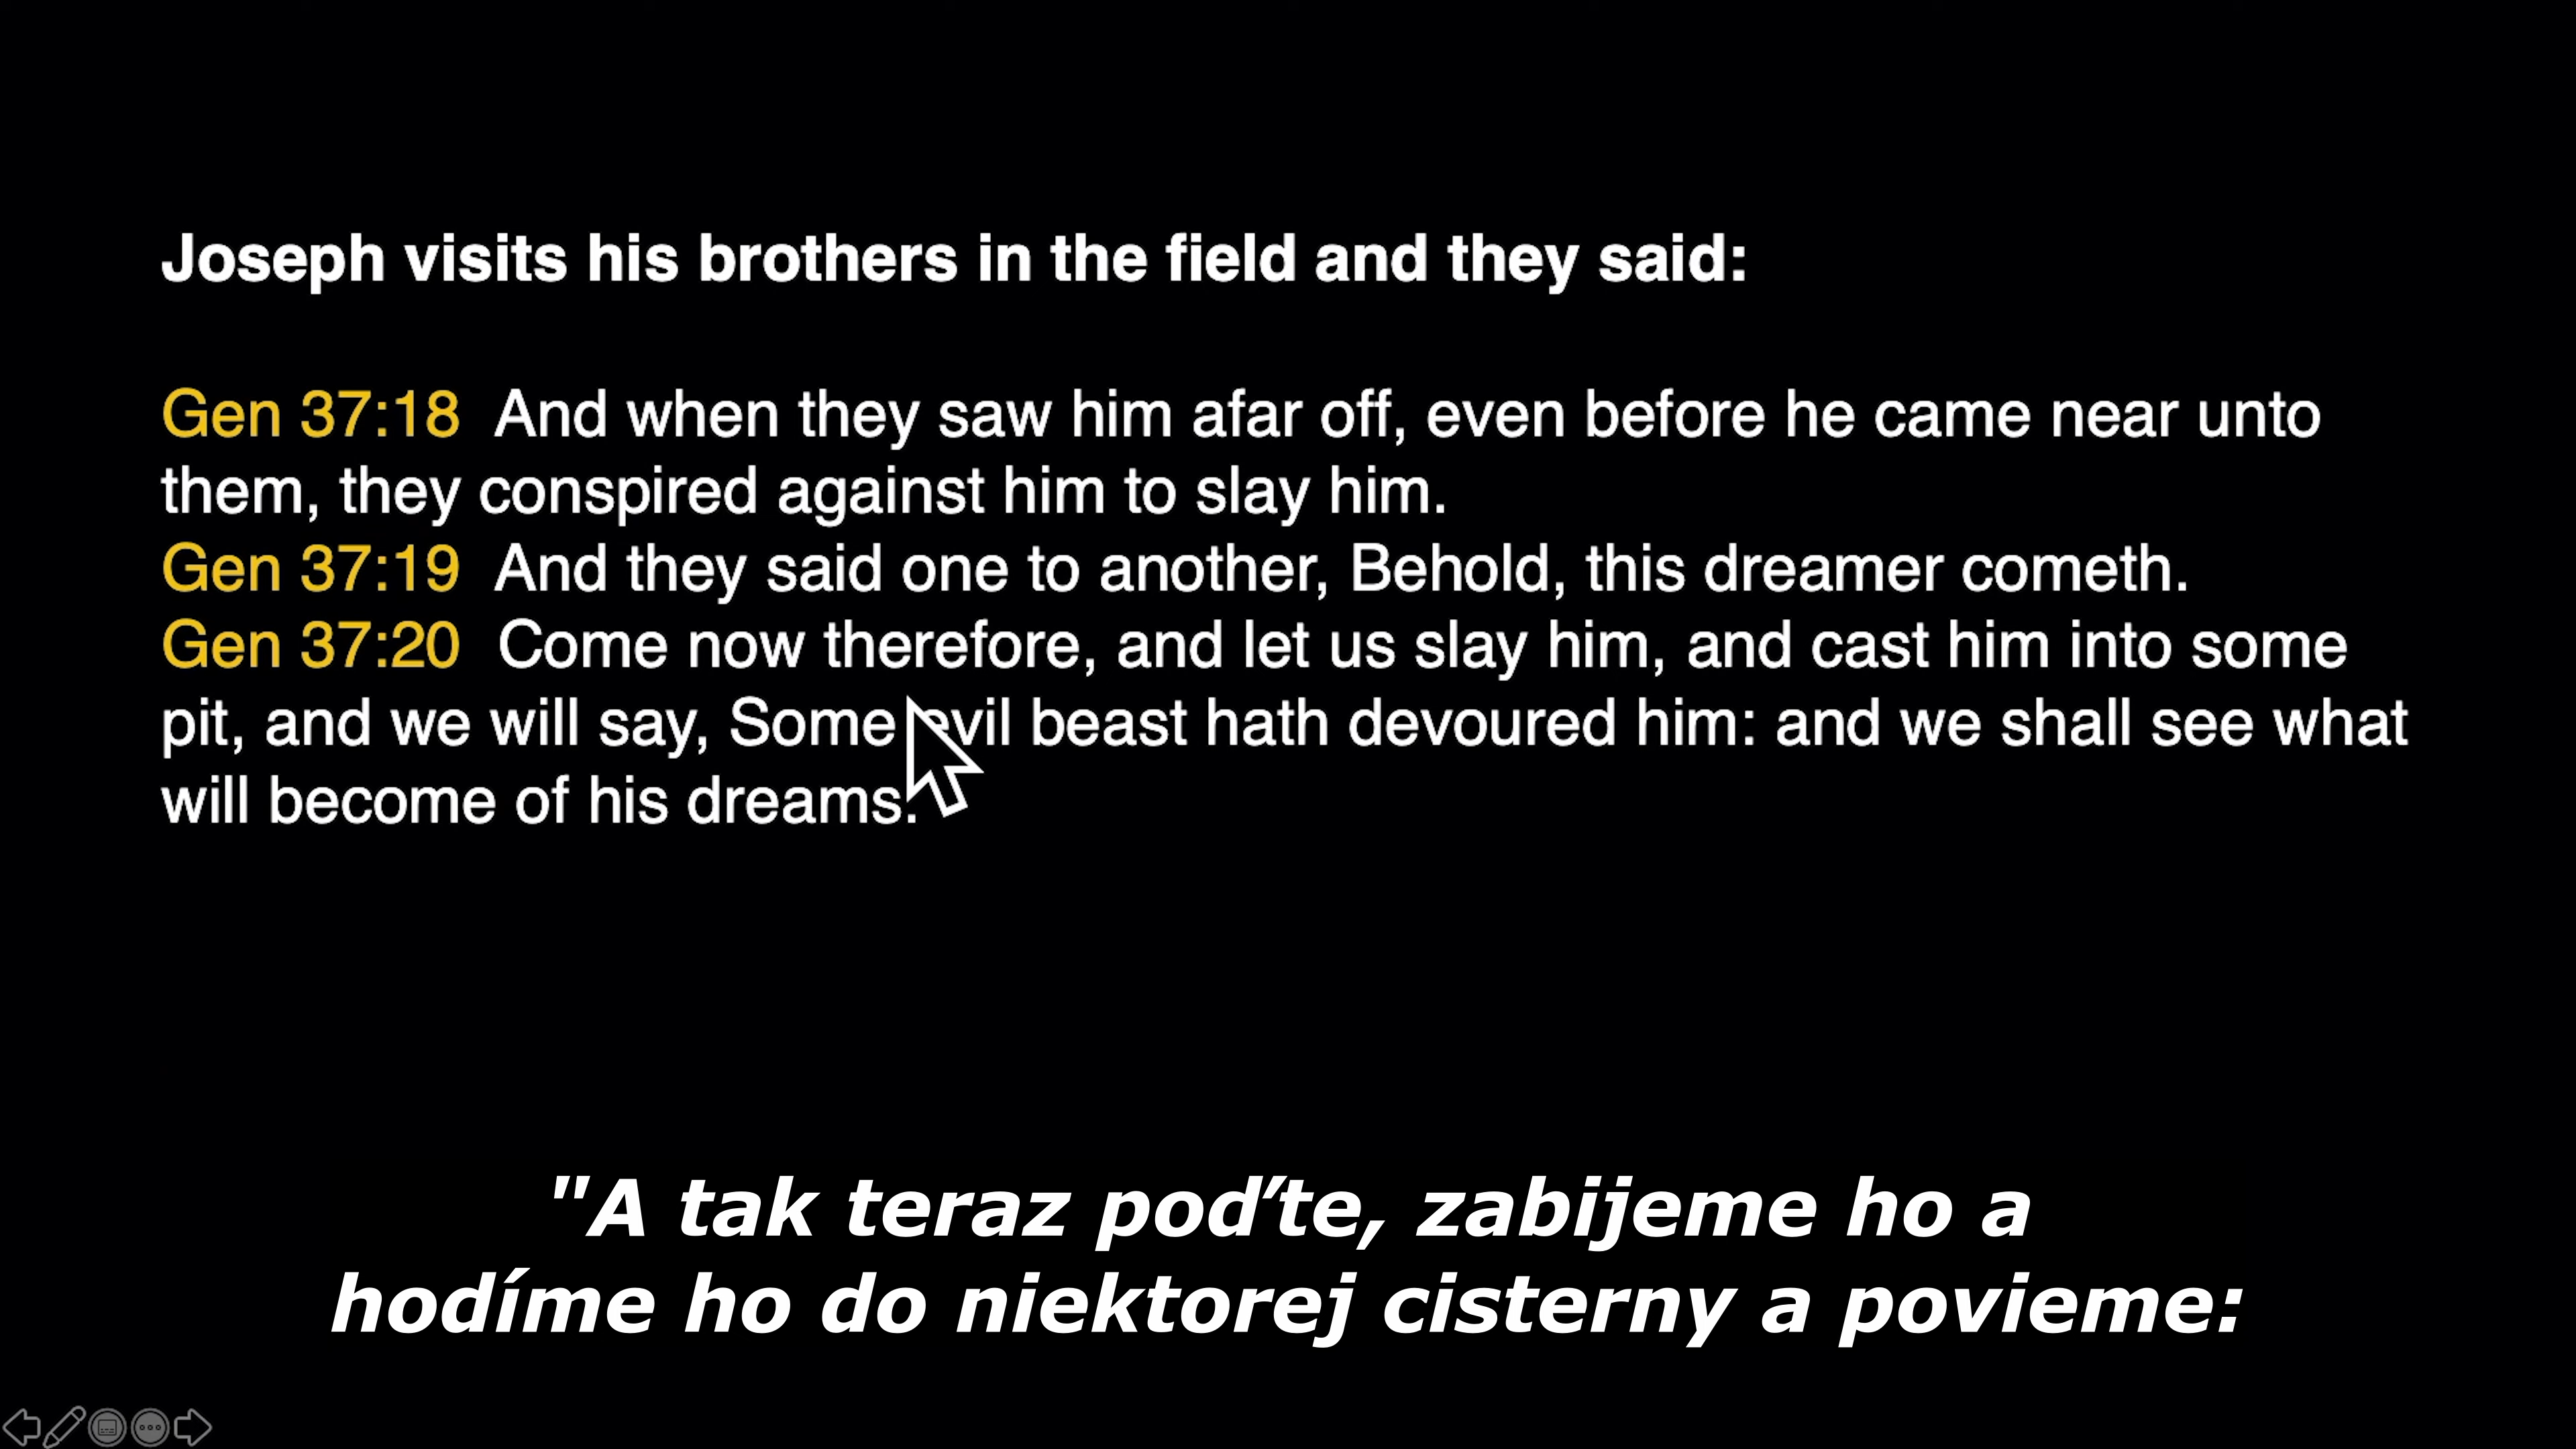 Joseph visits his brothers in the field and they said:
Gen 37:18 And when they saw him afar off, even before he came near unto
them, they conspired against him to slay him.
Gen 37:19 And they said one to another, Behold, this dreamer cometh.
Gen 37:20 Come now therefore, and let us slay him, and cast him into some
pit, and we will say, Some evil beast hath devoured him: and we shall see what
will become of his dreams.
"A tak teraz poďte, zabijeme ho a
hodíme ho do niektorej cisterny a povieme: